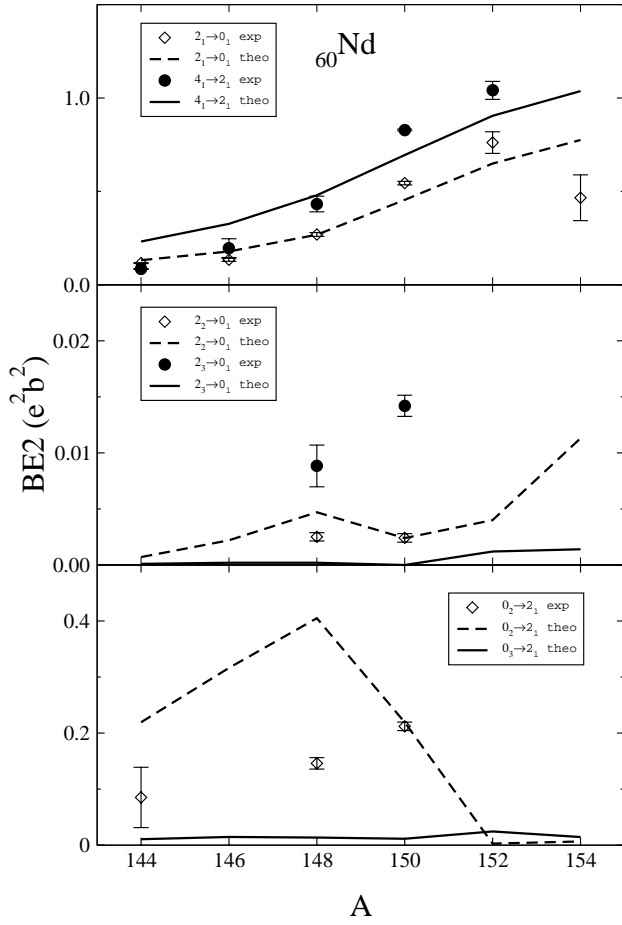 ₆₀Nd
2₁→0₁ exp
2₁→0₁ theo
4₁→2₁ exp
4₁→2₁ theo
1.0
0.0
2₂→0₁ exp
2₂→0₁ theo
2₃→0₁ exp
2₃→0₁ theo
0.02
0.01
0.00
BE2 (e²b²)
0₂→2₁ exp
0₂→2₁ theo
0₃→2₁ theo
0.4
0.2
0
144 146 148 150 152 154
A